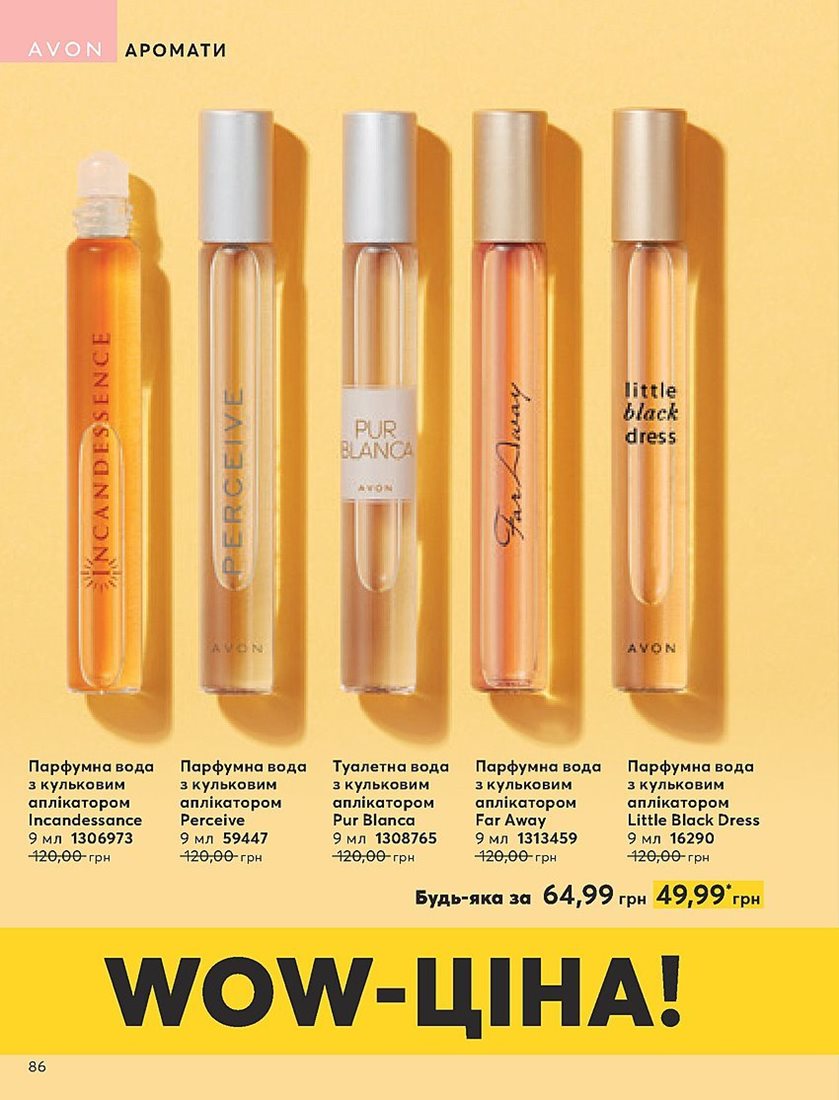 AVON АРОМАТИ
INCANDESSENCE
PERCEIVE
AVON
PUR
BLANCA
AVON
Far Away
little
black
dress
AVON
Парфумна вода
з кульковим
аплікатором
Incandessance
9 мл 1306973
120,00 грн
Парфумна вода
з кульковим
аплікатором
Perceive
9 мл 59447
120,00 грн
Туалетна вода
з кульковим
аплікатором
Pur Blanca
9 мл 1308765
120,00 грн
Парфумна вода
з кульковим
аплікатором
Far Away
9 мл 1313459
120,00 грн
Парфумна вода
з кульковим
аплікатором
Little Black Dress
9 мл 16290
120,00 грн
Будь-яка за 64,99 грн 49,99* грн
WOW-ЦІНА!
86